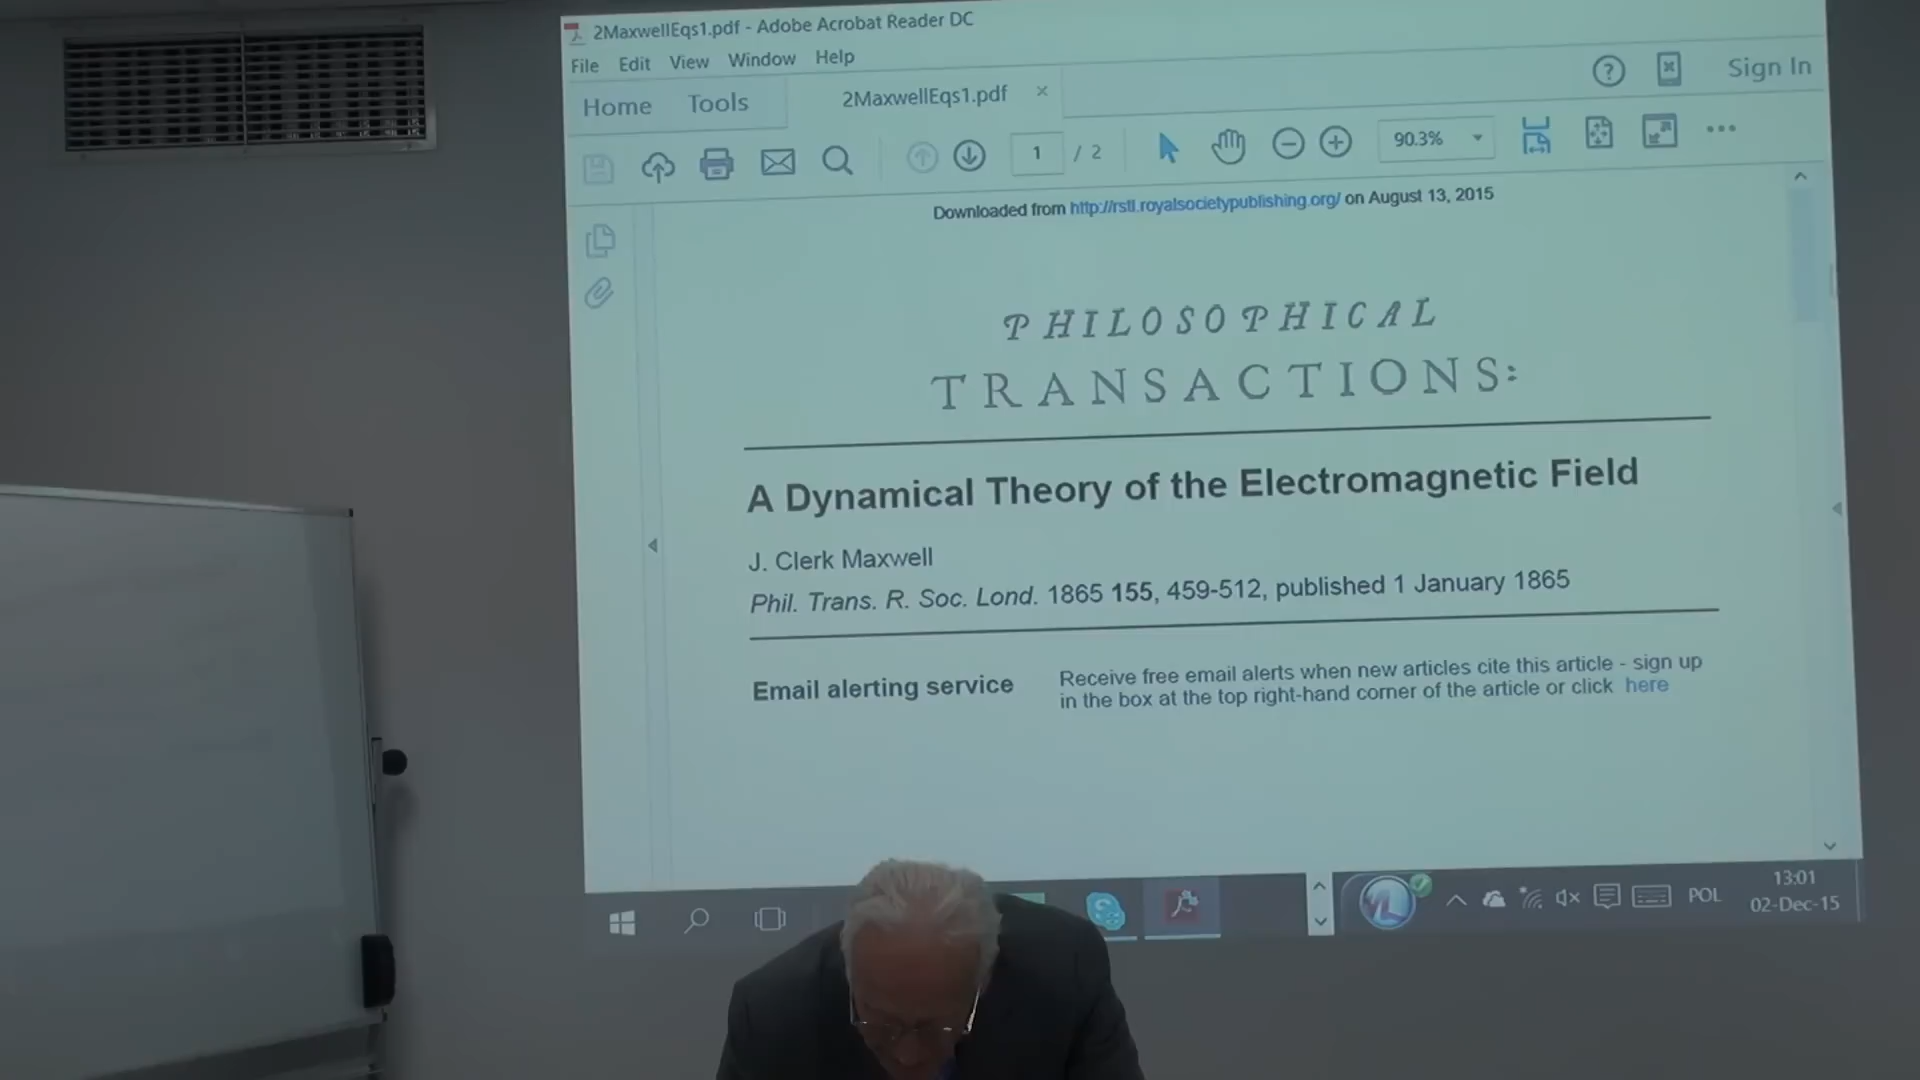 2MaxwellEqs1.pdf - Adobe Acrobat Reader DC
File Edit View Window Help
Home Tools 2MaxwellEqs1.pdf × Sign In
1 / 2 90.3%
Downloaded from http://rstl.royalsocietypublishing.org/ on August 13, 2015
PHILOSOPHICAL
TRANSACTIONS:
A Dynamical Theory of the Electromagnetic Field
J. Clerk Maxwell
Phil. Trans. R. Soc. Lond. 1865 155, 459-512, published 1 January 1865
Email alerting service
Receive free email alerts when new articles cite this article - sign up
in the box at the top right-hand corner of the article or click here
POL
13:01
02-Dec-15